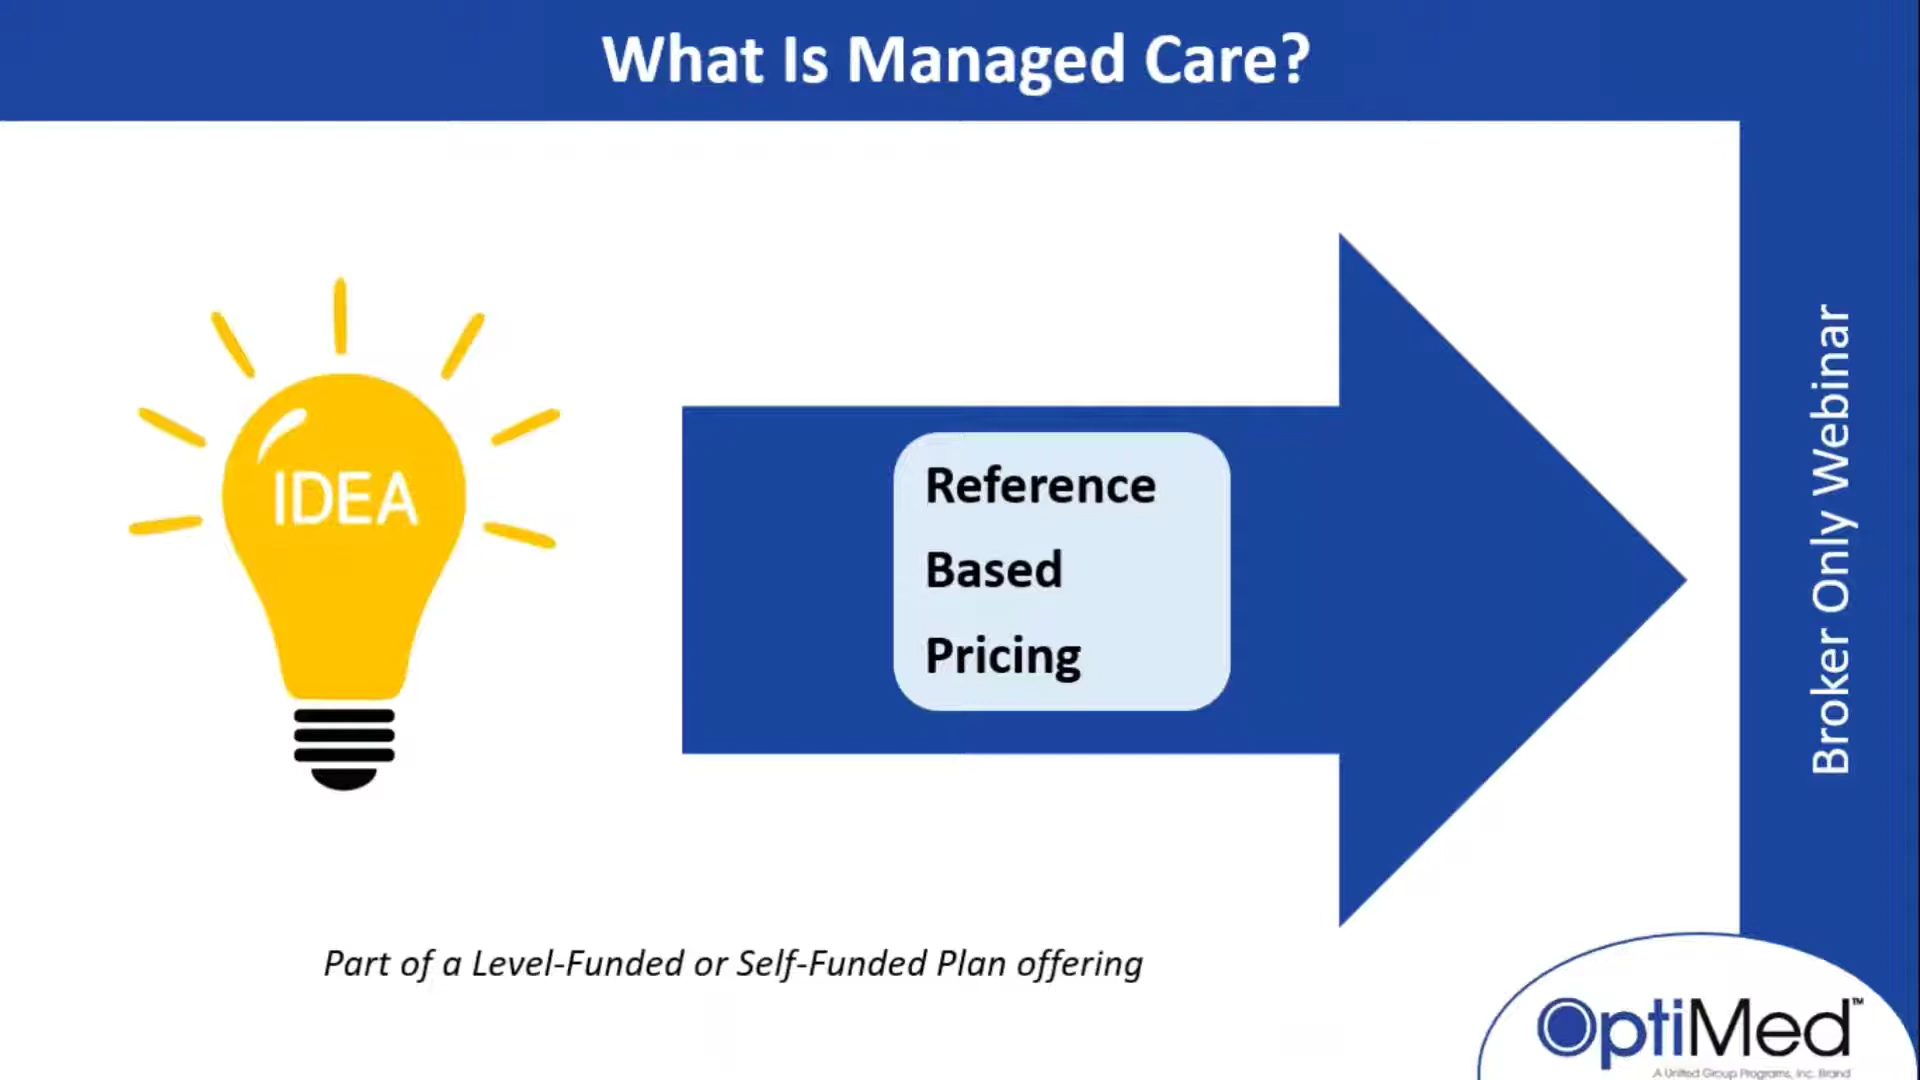 What Is Managed Care?
IDEA
Reference
Based
Pricing
Part of a Level-Funded or Self-Funded Plan offering
Broker Only Webinar
OptiMed™
A United Group Programs, Inc. Brand